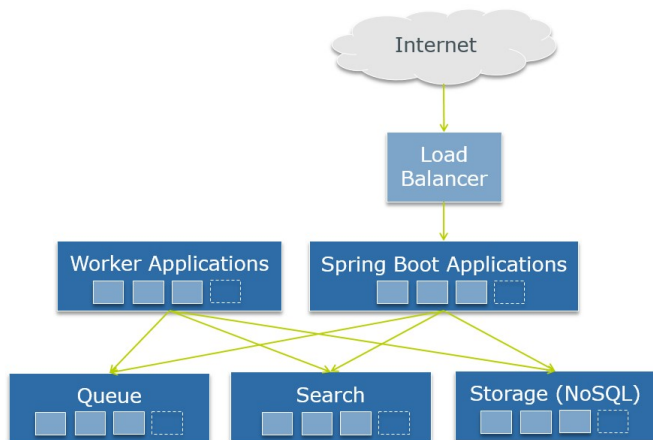 Internet
Load
Balancer
Worker Applications
Spring Boot Applications
Queue
Search
Storage (NoSQL)